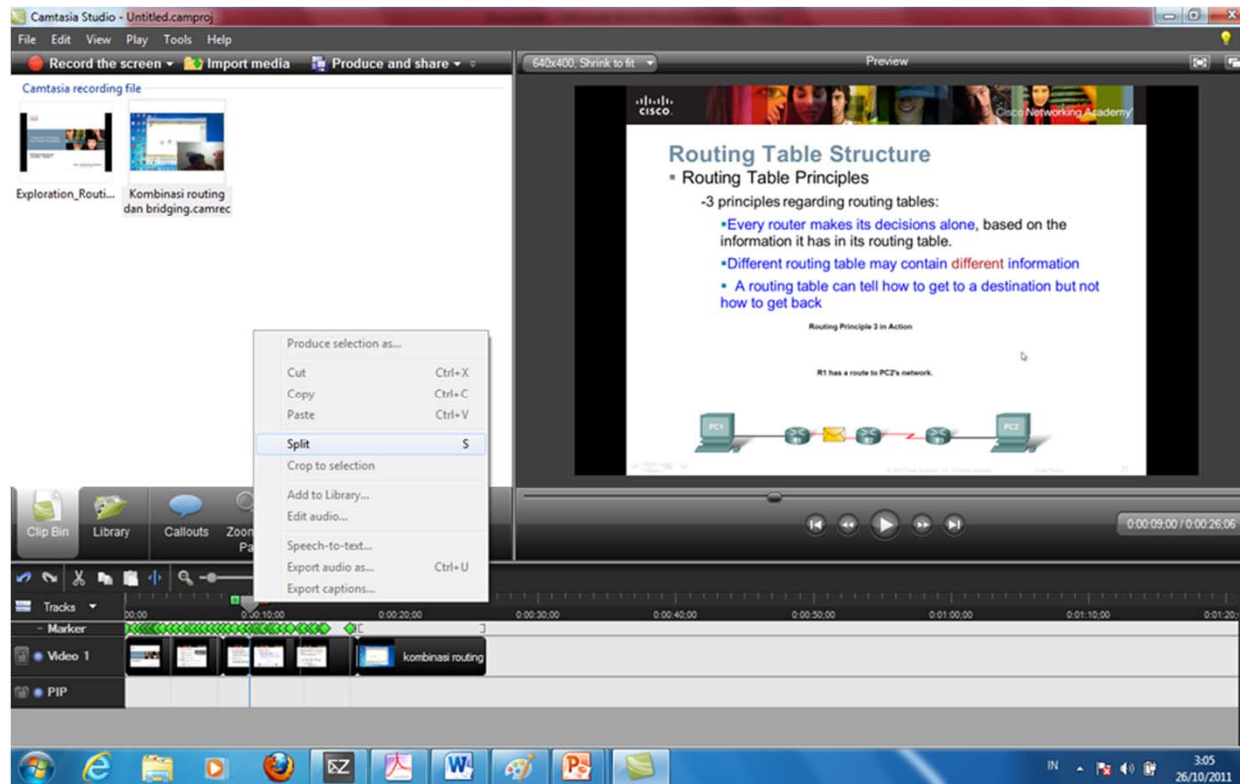 Camtasia Studio - Untitled.camproj
File Edit View Play Tools Help
Record the screen Import media Produce and share
640x400, Shrink to fit Preview
Camtasia recording file
Exploration_Routi...
Kombinasi routing
dan bridging.camrec
CISCO
Cisco Networking Academy
Routing Table Structure
Routing Table Principles
-3 principles regarding routing tables:
•Every router makes its decisions alone, based on the
information it has in its routing table.
•Different routing table may contain different information
• A routing table can tell how to get to a destination but not
how to get back
Routing Principle 3 in Action
R1 has a route to PC2's network.
PC1
PC2
Produce selection as...
Cut Ctrl+X
Copy Ctrl+C
Paste Ctrl+V
Split S
Crop to selection
Add to Library...
Edit audio...
Speech-to-text...
Export audio as... Ctrl+U
Export captions...
Clip Bin Library Callouts
0:00:09;00 / 0:00:26;06
Tracks
0:00:20;00 0:00:30;00 0:00:40;00 0:00:50;00 0:01:00;00 0:01:10;00
- Marker
Video 1
kombinasi routing
PIP
IN
3:05
26/10/2011